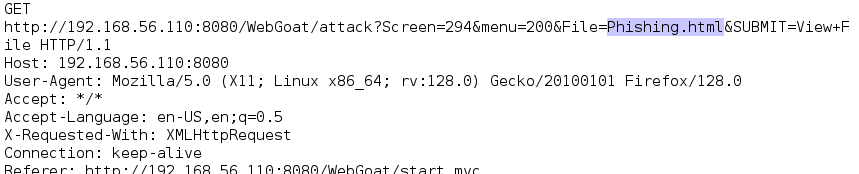 GET
http://192.168.56.110:8080/WebGoat/attack?Screen=294&menu=200&File=Phishing.html&SUBMIT=View+F
ile HTTP/1.1
Host: 192.168.56.110:8080
User-Agent: Mozilla/5.0 (X11; Linux x86_64; rv:128.0) Gecko/20100101 Firefox/128.0
Accept: */*
Accept-Language: en-US,en;q=0.5
X-Requested-With: XMLHttpRequest
Connection: keep-alive
Referer: http://192.168.56.110:8080/WebGoat/start.mvc